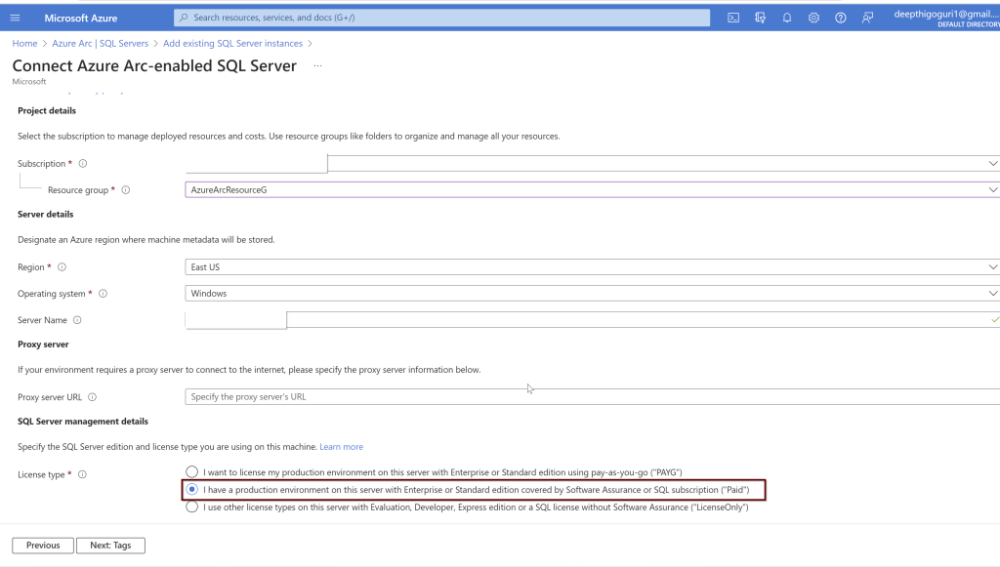 Microsoft Azure
Search resources, services, and docs (G+/)
deepthigoguri1@gmail....
DEFAULT DIRECTORY
Home > Azure Arc | SQL Servers > Add existing SQL Server instances >
Connect Azure Arc-enabled SQL Server ...
Microsoft
Project details
Select the subscription to manage deployed resources and costs. Use resource groups like folders to organize and manage all your resources.
Subscription *
Resource group * AzureArcResourceG
Server details
Designate an Azure region where machine metadata will be stored.
Region * East US
Operating system * Windows
Server Name
Proxy server
If your environment requires a proxy server to connect to the internet, please specify the proxy server information below.
Proxy server URL Specify the proxy server's URL
SQL Server management details
Specify the SQL Server edition and license type you are using on this machine. Learn more
License type * I want to license my production environment on this server with Enterprise or Standard edition using pay-as-you-go ("PAYG")
I have a production environment on this server with Enterprise or Standard edition covered by Software Assurance or SQL subscription ("Paid")
I use other license types on this server with Evaluation, Developer, Express edition or a SQL license without Software Assurance ("LicenseOnly")
Previous Next: Tags